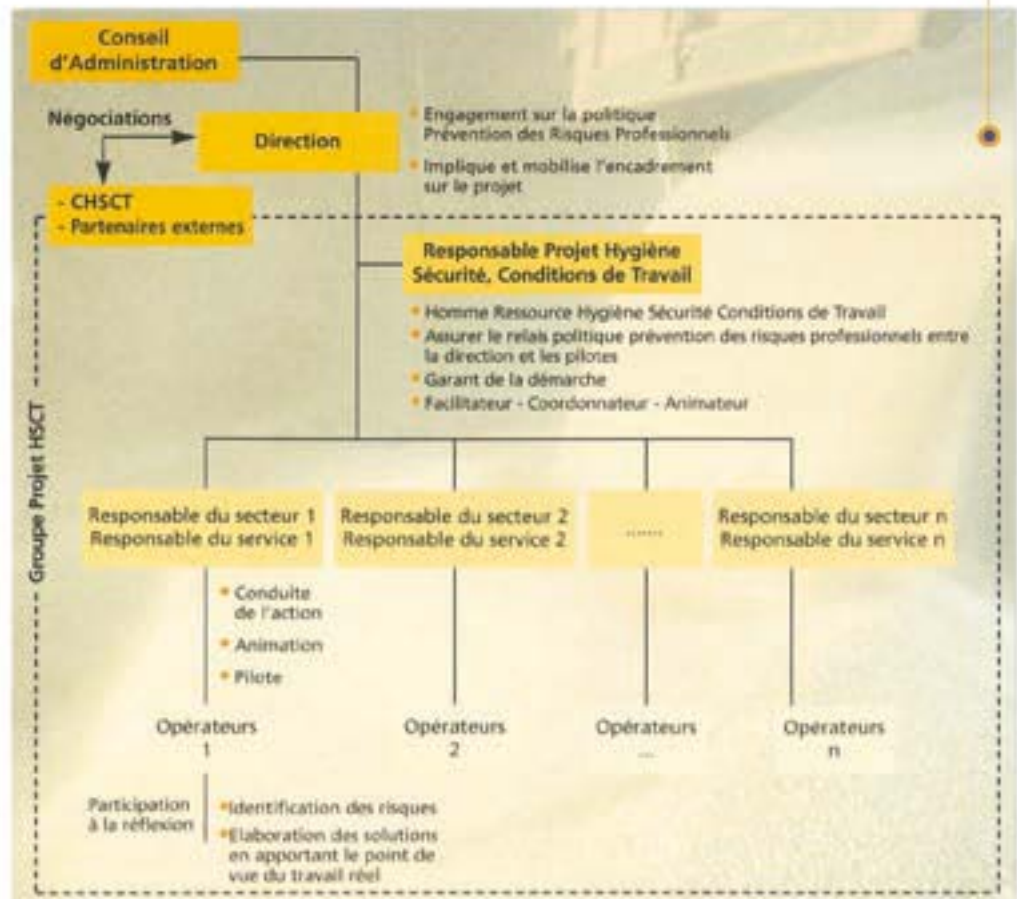 Conseil
d'Administration
Négociations
Direction
• Engagement sur la politique
Prévention des Risques Professionnels
• Implique et mobilise l'encadrement
sur le projet
- CHSCT
- Partenaires externes
Responsable Projet Hygiène
Sécurité, Conditions de Travail
• Homme Ressource Hygiène Sécurité Conditions de Travail
• Assurer le relais politique prévention des risques professionnels entre
la direction et les pilotes
• Garant de la démarche
• Facilitateur - Coordonnateur - Animateur
Groupe Projet HSCT
Responsable du secteur 1
Responsable du service 1
Responsable du secteur 2
Responsable du service 2
.......
Responsable du secteur n
Responsable du service n
• Conduite
de l'action
• Animation
• Pilote
Opérateurs
1
Opérateurs
2
Opérateurs
...
Opérateurs
n
Participation
à la réflexion
• Identification des risques
• Elaboration des solutions
en apportant le point de
vue du travail réel